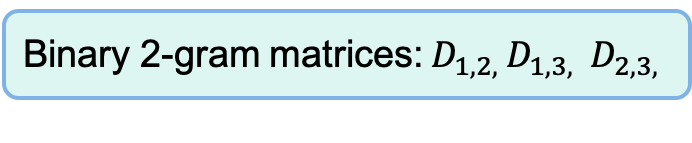 Binary 2-gram matrices: D₁,₂, D₁,₃, D₂,₃,